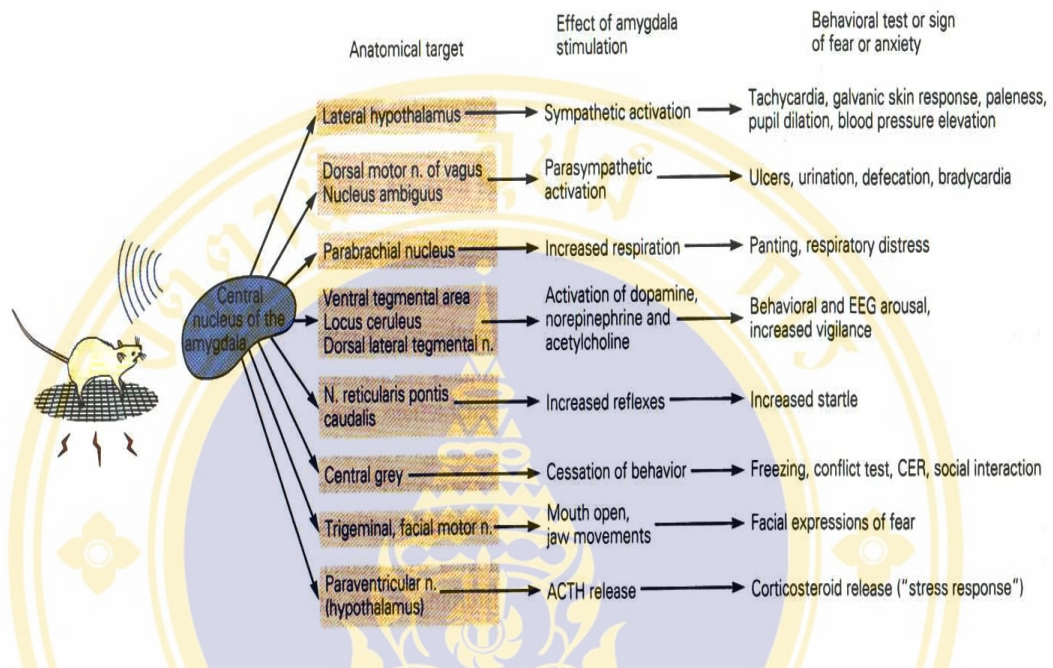 Anatomical target
Effect of amygdala
stimulation
Behavioral test or sign
of fear or anxiety
Central
nucleus of the
amygdala
Lateral hypothalamus
Sympathetic activation
Tachycardia, galvanic skin response, paleness,
pupil dilation, blood pressure elevation
Dorsal motor n. of vagus
Nucleus ambiguus
Parasympathetic
activation
Ulcers, urination, defecation, bradycardia
Parabrachial nucleus
Increased respiration
Panting, respiratory distress
Ventral tegmental area
Locus ceruleus
Dorsal lateral tegmental n.
Activation of dopamine,
norepinephrine and
acetylcholine
Behavioral and EEG arousal,
increased vigilance
N. reticularis pontis
caudalis
Increased reflexes
Increased startle
Central grey
Cessation of behavior
Freezing, conflict test, CER, social interaction
Trigeminal, facial motor n.
Mouth open,
jaw movements
Facial expressions of fear
Paraventricular n.
(hypothalamus)
ACTH release
Corticosteroid release ("stress response")